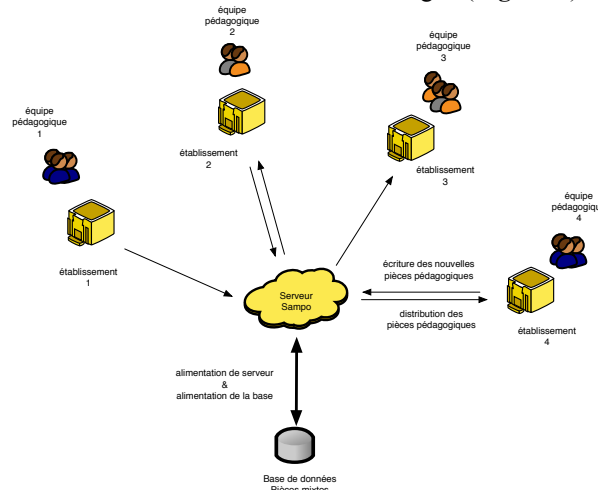 équipe
pédagogique
2
équipe
pédagogique
3
équipe
pédagogique
1
établissement
2
établissement
3
équipe
pédagogique
4
établissement
1
écriture des nouvelles
pièces pédagogiques
Serveur
Sampo
distribution des
pièces pédagogiques
établissement
4
alimentation de serveur
&
alimentation de la base
Base de données
Pièces mixtes